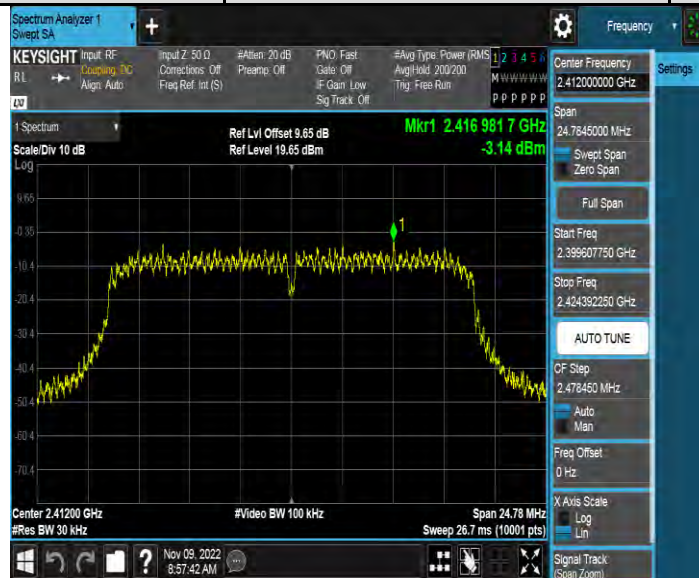 Spectrum Analyzer 1
Swept SA
+
Frequency
KEYSIGHT Input: RF
Input Z: 50 Ω
#Atten: 20 dB
PNO: Fast
#Avg Type: Power (RMS)
1 2 3 4 5 6
RL
Coupling: DC
Corrections: Off
Preamp: Off
Gate: Off
Avg|Hold: 200/200
M W W W W W
Align: Auto
Freq Ref: Int (S)
IF Gain: Low
Trig: Free Run
Sig Track: Off
P P P P P P
LXI
1 Spectrum
Ref Lvl Offset 9.65 dB
Mkr1 2.416 981 7 GHz
Scale/Div 10 dB
Ref Level 19.65 dBm
-3.14 dBm
Log
9.65
-0.35
-10.4
-20.4
-30.4
-40.4
-50.4
-60.4
-70.4
1
Center 2.41200 GHz
#Video BW 100 kHz
Span 24.78 MHz
#Res BW 30 kHz
Sweep 26.7 ms (10001 pts)
?
Nov 09, 2022
8:57:42 AM
Center Frequency
2.412000000 GHz
Settings
Span
24.7845000 MHz
Swept Span
Zero Span
Full Span
Start Freq
2.399607750 GHz
Stop Freq
2.424392250 GHz
AUTO TUNE
CF Step
2.478450 MHz
Auto
Man
Freq Offset
0 Hz
X Axis Scale
Log
Lin
Signal Track
(Span Zoom)